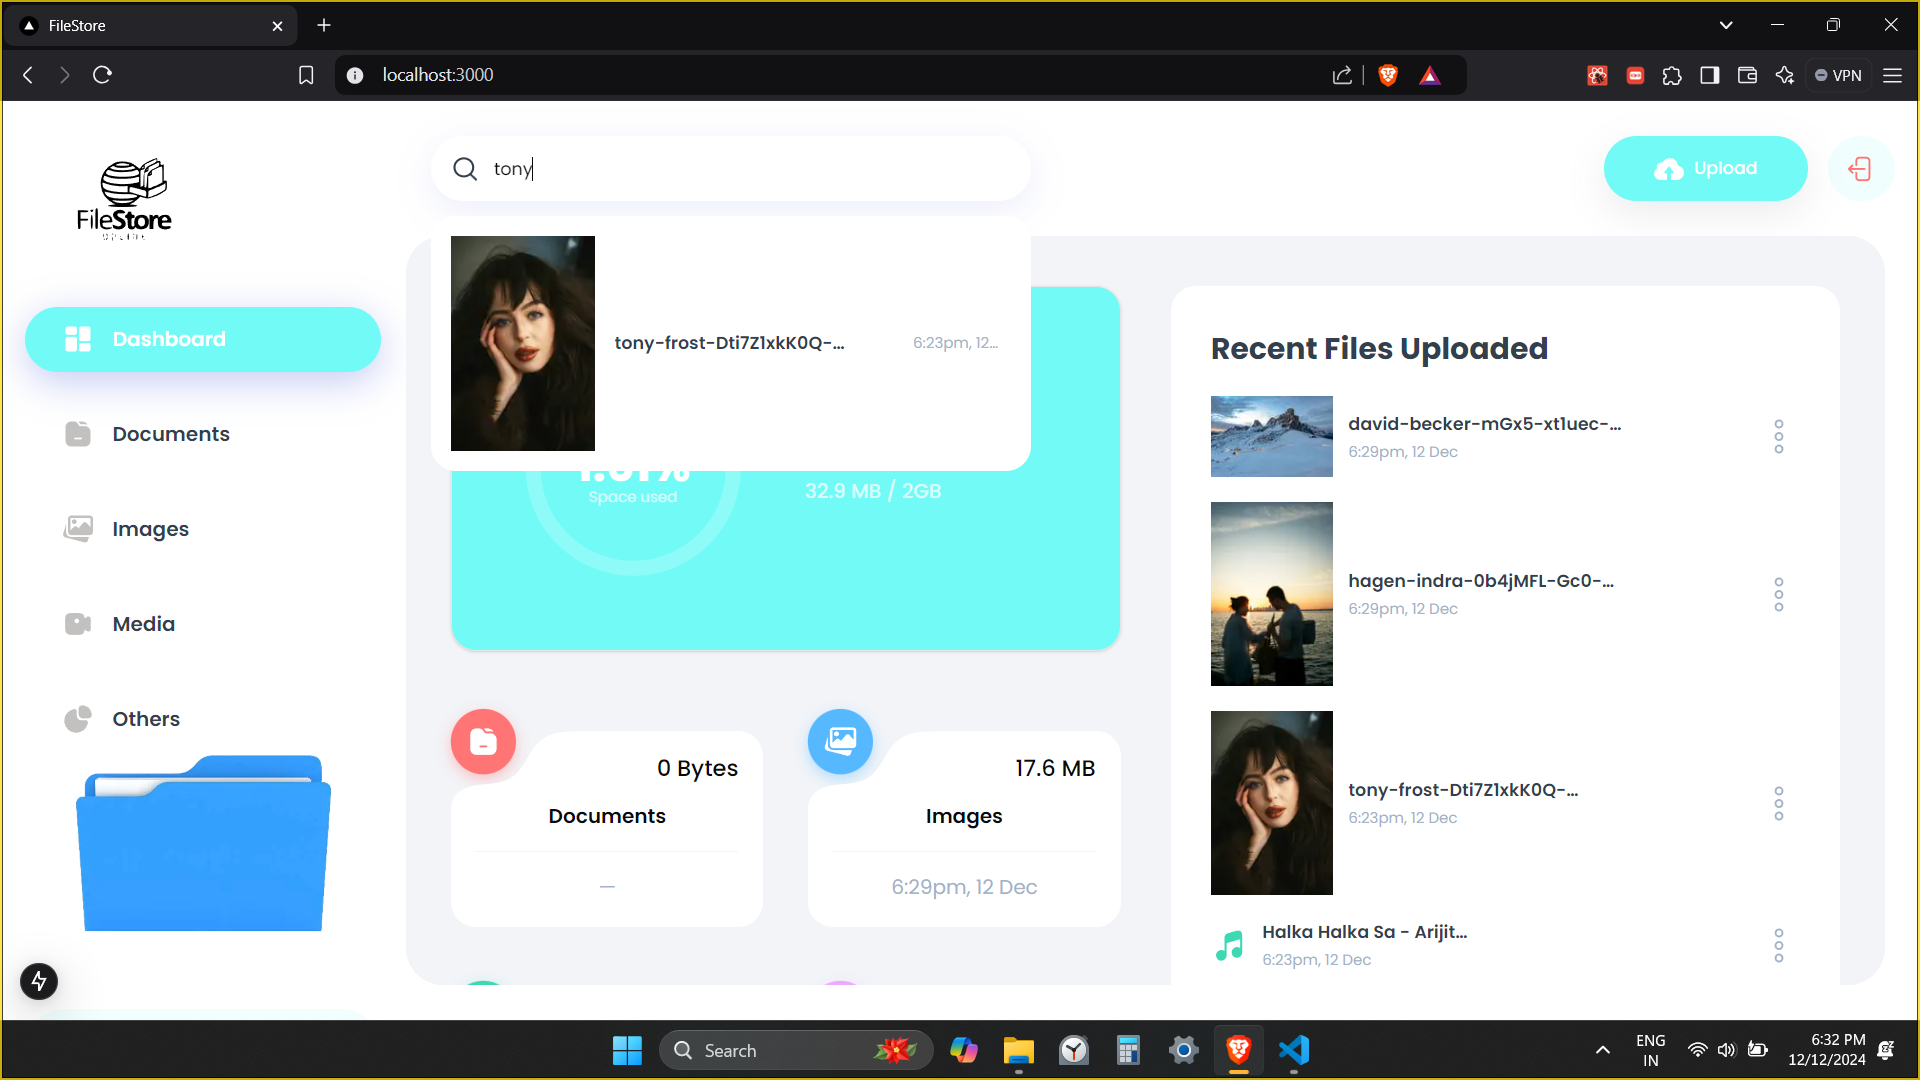 FileStore
localhost:3000
VPN
FileStore
tony
Upload
tony-frost-Dti7Z1xkK0Q-...
6:23pm, 12...
Dashboard
Documents
Images
Media
Others
Space used
32.9 MB / 2GB
0 Bytes
Documents
—
17.6 MB
Images
6:29pm, 12 Dec
Recent Files Uploaded
david-becker-mGx5-xt1uec-...
6:29pm, 12 Dec
hagen-indra-0b4jMFL-Gc0-...
6:29pm, 12 Dec
tony-frost-Dti7Z1xkK0Q-...
6:23pm, 12 Dec
Halka Halka Sa - Arijit...
6:23pm, 12 Dec
Search
ENG
IN
6:32 PM
12/12/2024